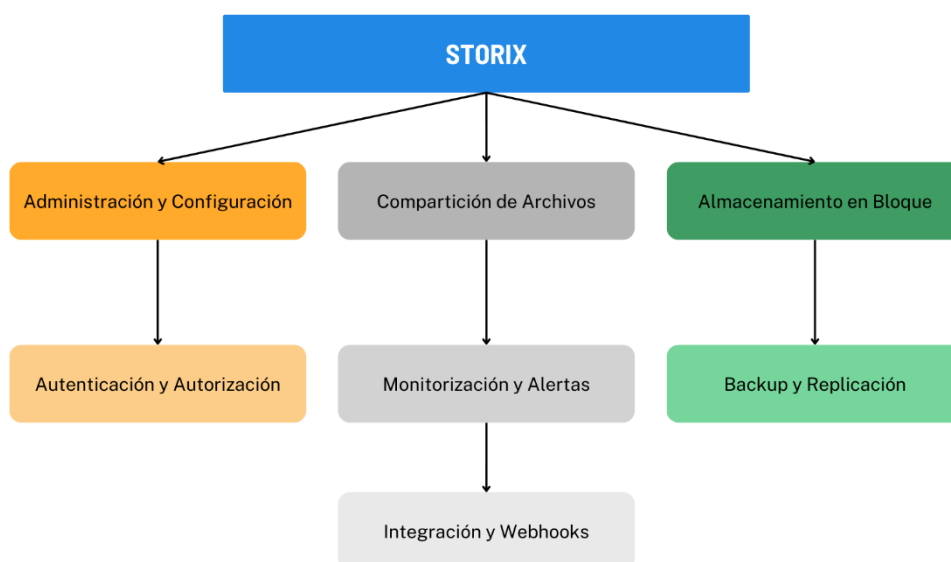 STORIX
Administración y Configuración
Compartición de Archivos
Almacenamiento en Bloque
Autenticación y Autorización
Monitorización y Alertas
Backup y Replicación
Integración y Webhooks